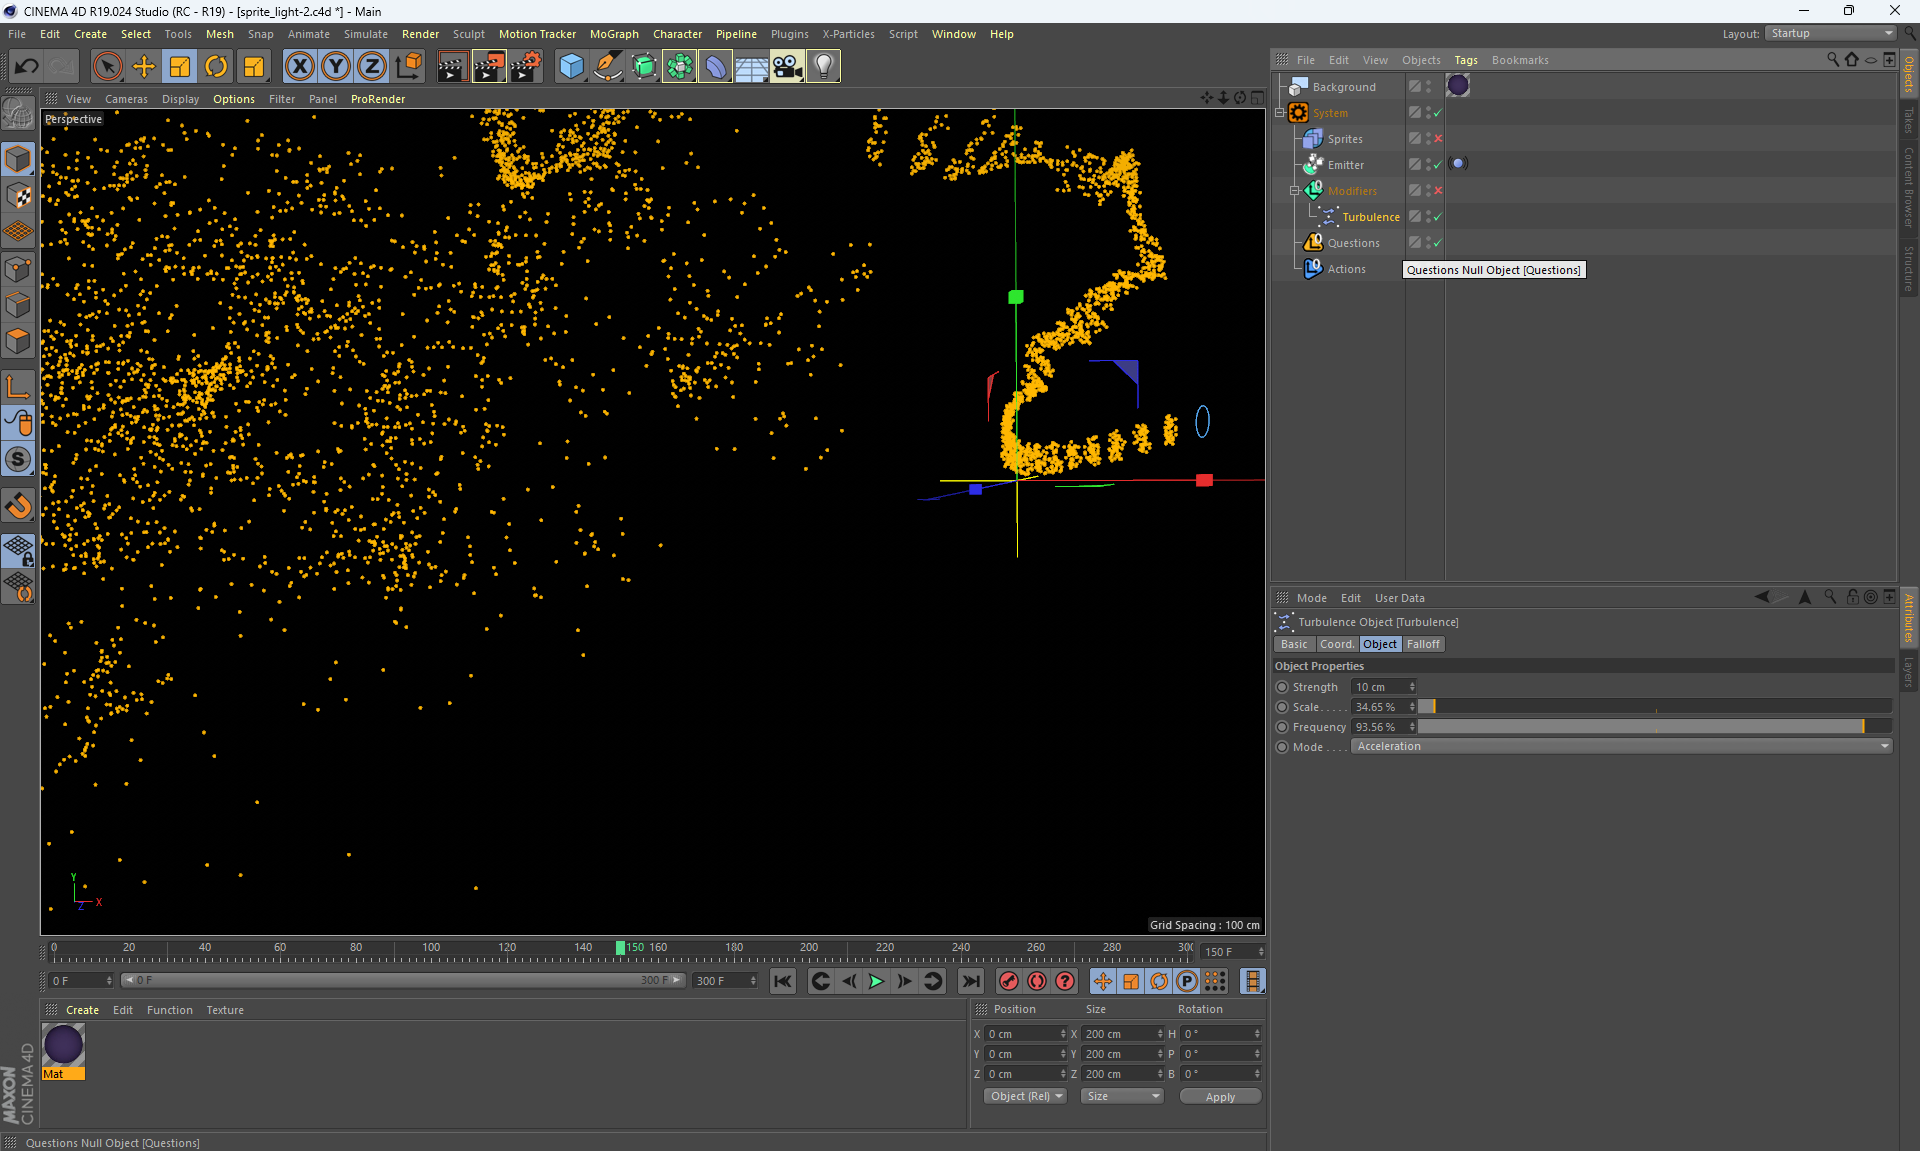 CINEMA 4D R19.024 Studio (RC - R19) - [sprite_light-2.c4d *] - Main
File Edit Create Select Tools Mesh Snap Animate Simulate Render Sculpt Motion Tracker MoGraph Character Pipeline Plugins X-Particles Script Window Help
Layout: Startup
View Cameras Display Options Filter Panel ProRender
Perspective
Grid Spacing : 100 cm
Y
X
Z
File Edit View Objects Tags Bookmarks
Background
System
Sprites
Emitter
Modifiers
Turbulence
Questions
Actions
Questions Null Object [Questions]
Objects
Takes
Content Browser
Structure
Mode Edit User Data
Turbulence Object [Turbulence]
Basic Coord. Object Falloff
Object Properties
Strength 10 cm
Scale..... 34.65 %
Frequency 93.56 %
Mode .... Acceleration
Attributes
Layers
0 20 40 60 80 100 120 140 150 160 180 200 220 240 260 280 300
150 F
0 F 0 F 300 F 300 F
Create Edit Function Texture
Mat
Position Size Rotation
X 0 cm X 200 cm H 0 °
Y 0 cm Y 200 cm P 0 °
Z 0 cm Z 200 cm B 0 °
Object (Rel) Size Apply
MAXON
CINEMA 4D
Questions Null Object [Questions]